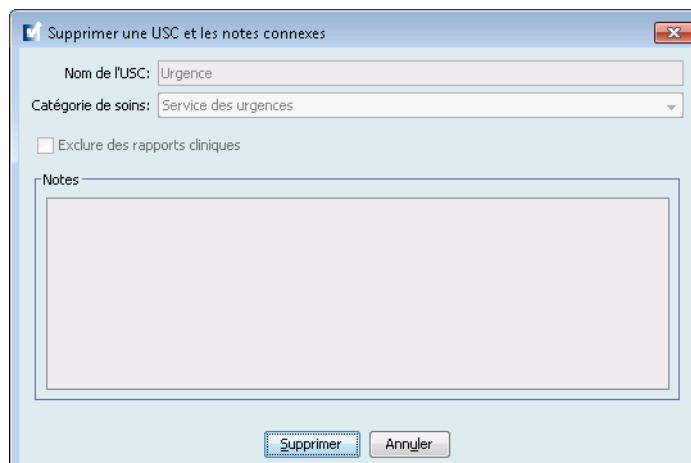 Supprimer une USC et les notes connexes
Nom de l'USC: Urgence
Catégorie de soins: Service des urgences
Exclure des rapports cliniques
Notes
Supprimer Annuler